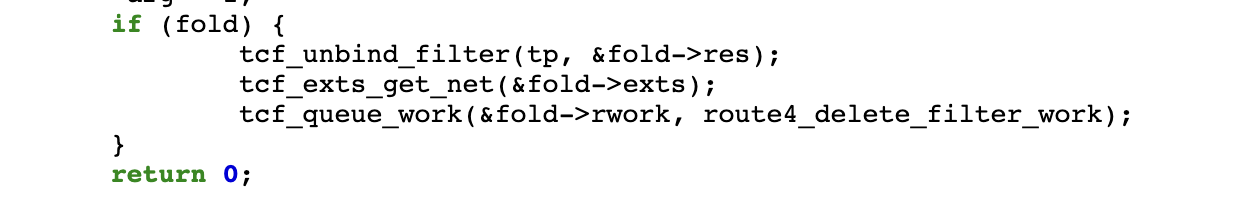 if (fold) {
tcf_unbind_filter(tp, &fold->res);
tcf_exts_get_net(&fold->exts);
tcf_queue_work(&fold->rwork, route4_delete_filter_work);
}
return 0;